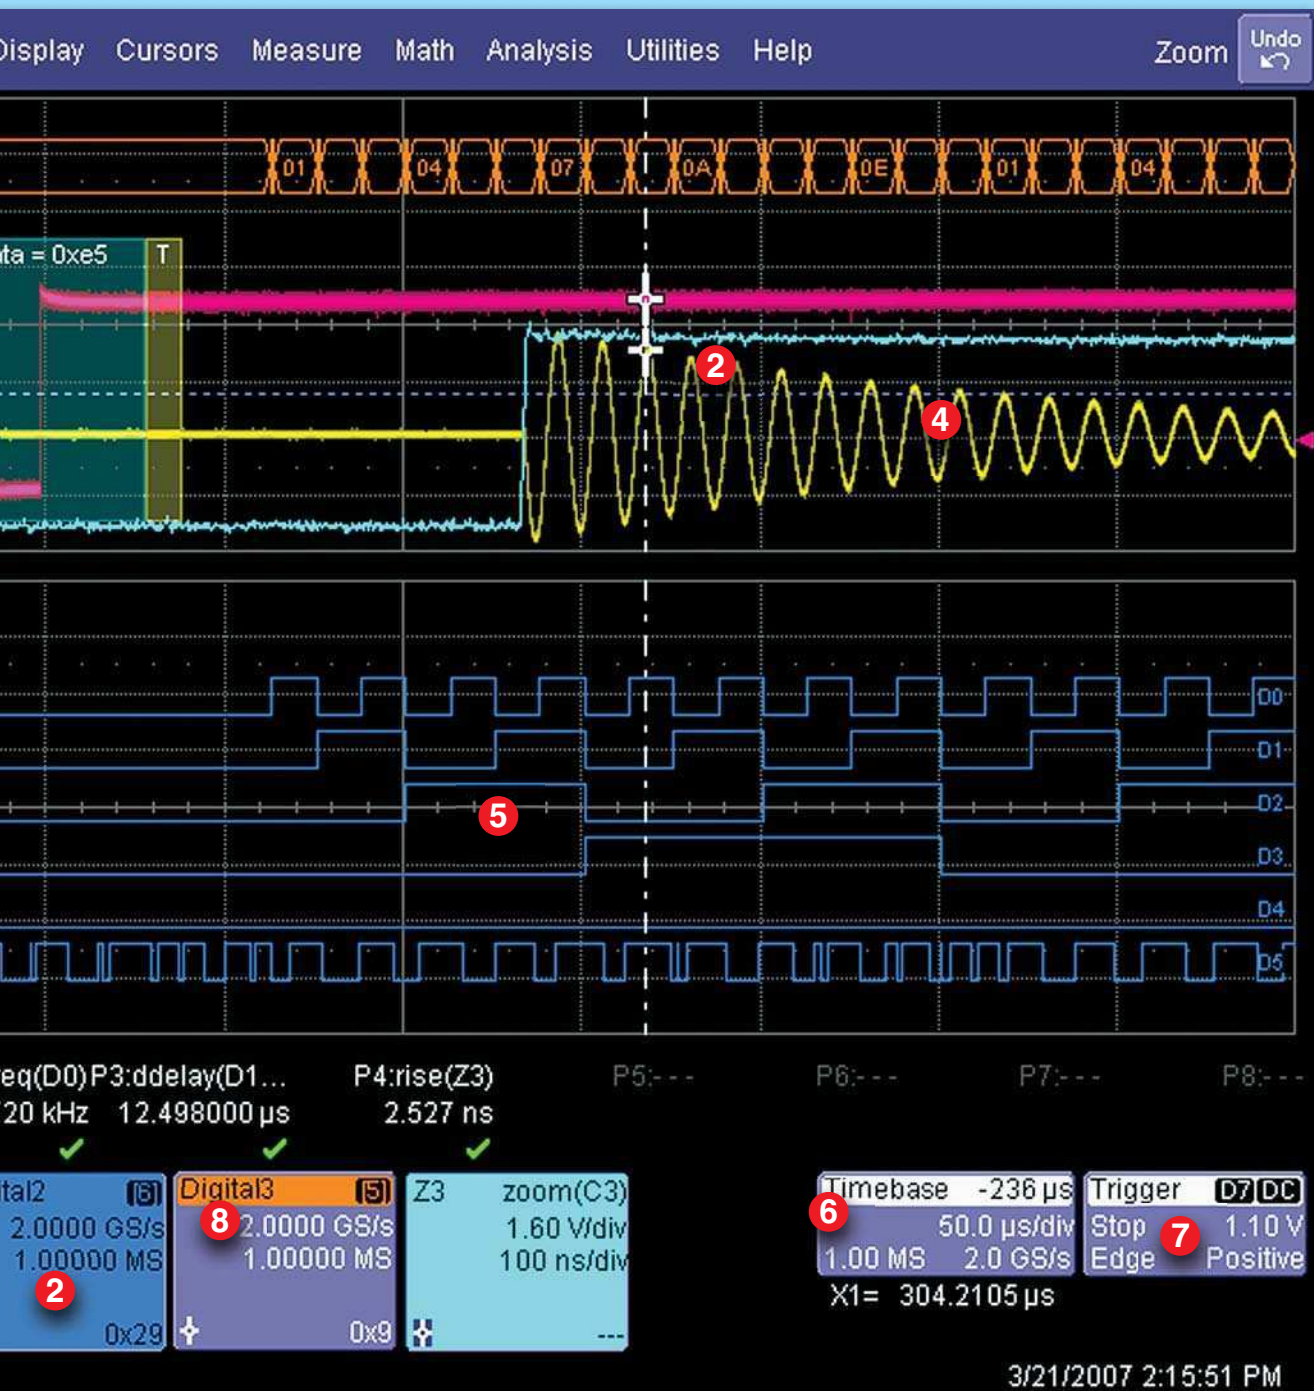 Display Cursors Measure Math Analysis Utilities Help Zoom Undo
01 04 07 0A 0E 01 04
ta = 0xe5 T
2
4
D0
D1
5 D2
D3
D4
D5
eq(D0) P3:ddelay(D1... P4:rise(Z3) P5:--- P6:--- P7:--- P8:---
20 kHz 12.498000 µs 2.527 ns
ital2 6 Digital3 5 Z3 zoom(C3) Timebase -236 µs Trigger D7 DC
2.0000 GS/s 8 2.0000 GS/s 1.60 V/div 6 50.0 µs/div Stop 7 1.10 V
1.00000 MS 1.00000 MS 100 ns/div 1.00 MS 2.0 GS/s Edge Positive
2 X1= 304.2105 µs
0x29 0x9 ---
3/21/2007 2:15:51 PM